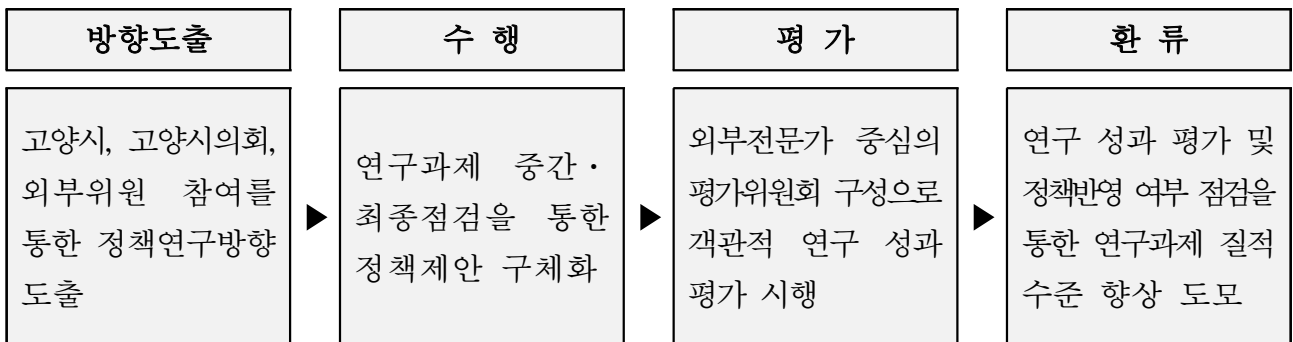 방향도출
수 행
평 가
환 류
고양시, 고양시의회,
외부위원 참여를
통한 정책연구방향
도출
▶
연구과제 중간·
최종점검을 통한
정책제안 구체화
▶
외부전문가 중심의
평가위원회 구성으로
객관적 연구 성과
평가 시행
▶
연구 성과 평가 및
정책반영 여부 점검을
통한 연구과제 질적
수준 향상 도모